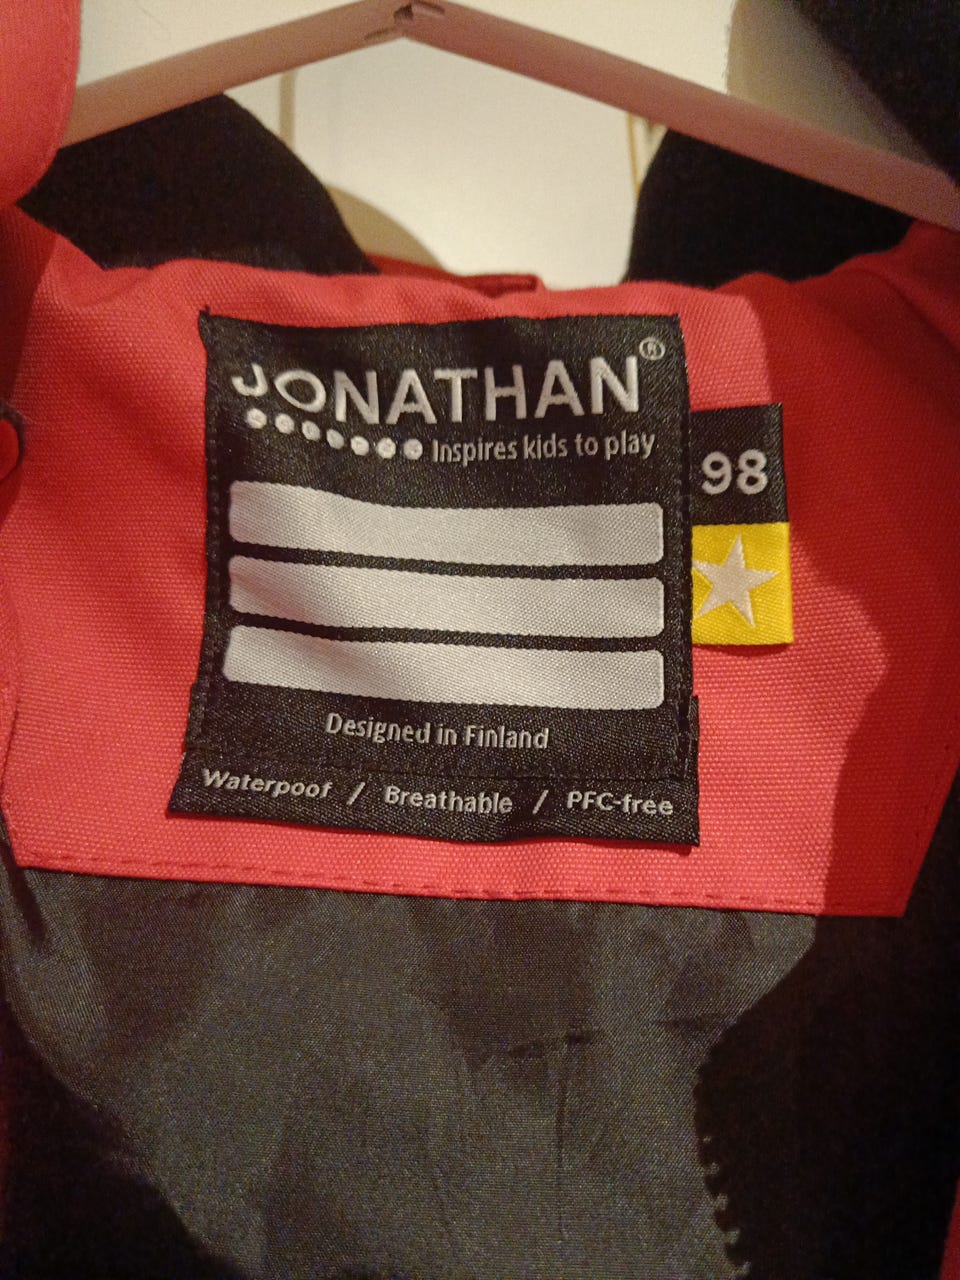 JONATHAN®
Inspires kids to play
98
Designed in Finland
Waterpoof / Breathable / PFC-free